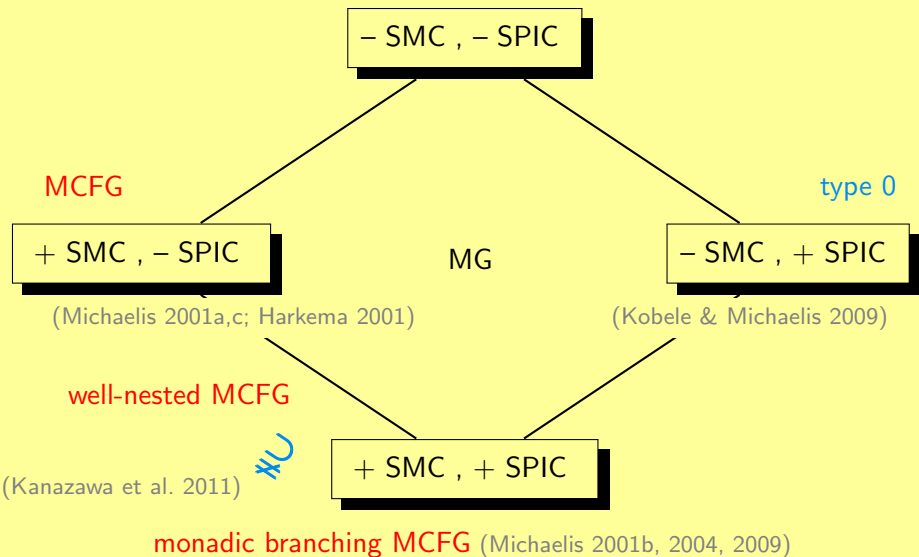 – SMC , – SPIC
MCFG
type 0
+ SMC , – SPIC
MG
– SMC , + SPIC
(Michaelis 2001a,c; Harkema 2001)
(Kobele & Michaelis 2009)
well-nested MCFG
+ SMC , + SPIC
(Kanazawa et al. 2011)
monadic branching MCFG (Michaelis 2001b, 2004, 2009)